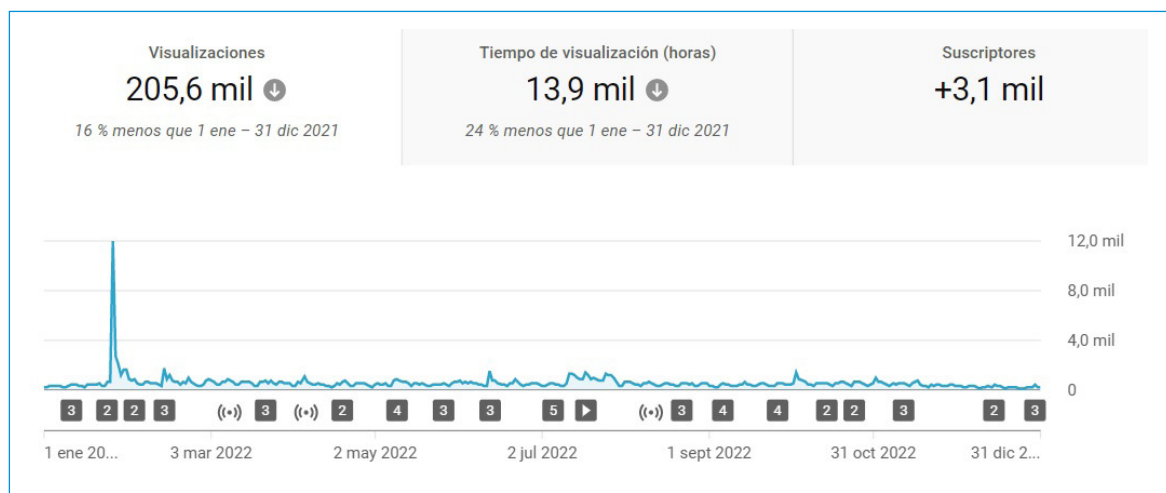 Visualizaciones
205,6 mil
16 % menos que 1 ene – 31 dic 2021
Tiempo de visualización (horas)
13,9 mil
24 % menos que 1 ene – 31 dic 2021
Suscriptores
+3,1 mil
12,0 mil
8,0 mil
4,0 mil
0
3 2 2 3 3 2 4 3 3 5 3 4 4 2 2 3 2 3
1 ene 20... 3 mar 2022 2 may 2022 2 jul 2022 1 sept 2022 31 oct 2022 31 dic 2...